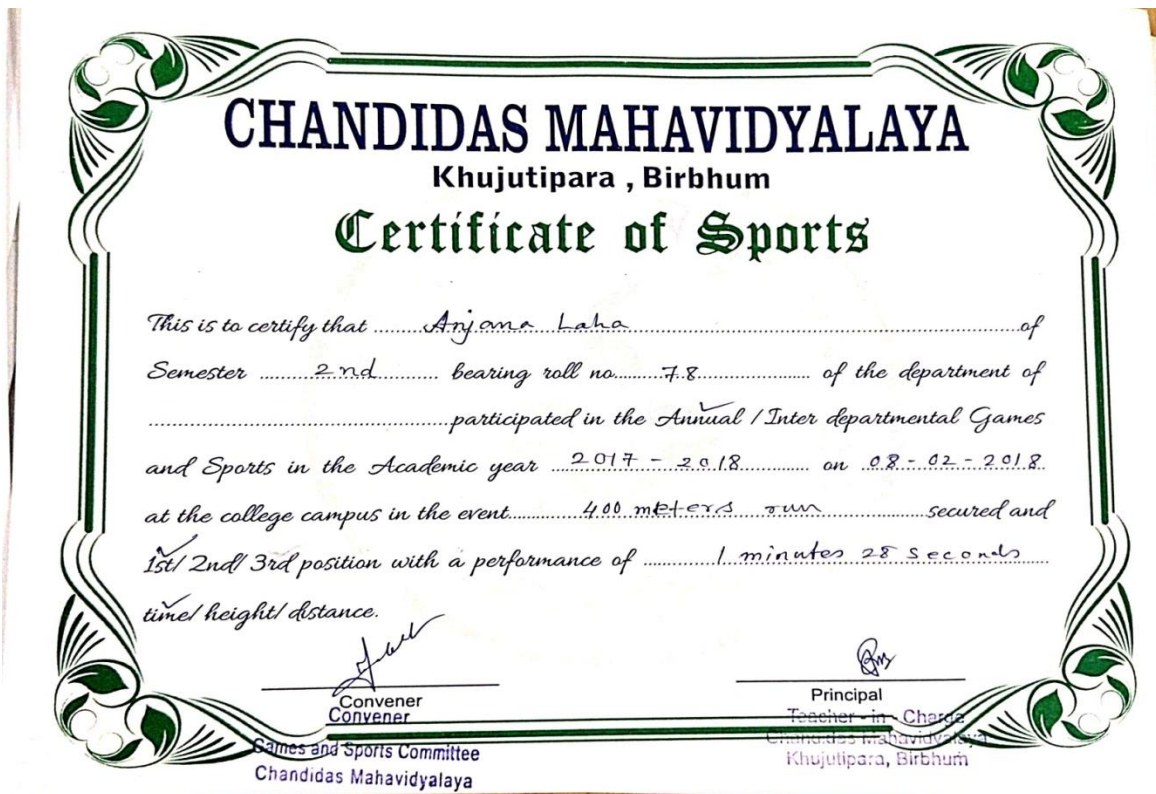 CHANDIDAS MAHAVIDYALAYA
Khujutipara , Birbhum
Certificate of Sports
This is to certify that ........Anjana Laha........of
Semester ........2nd........ bearing roll no........78........ of the department of
........participated in the Annual / Inter departmental Games
and Sports in the Academic year ..2017 - 2018........ on ..08-02-2018.
at the college campus in the event........400 meters run........secured and
1st/ 2nd/ 3rd position with a performance of ........1 minutes 28 seconds
time/ height/ distance.
Convener
Convener
Games and Sports Committee
Chandidas Mahavidyalaya
Principal
Teacher - in - Charge
Chandidas Mahavidyalaya
Khujutipara, Birbhum